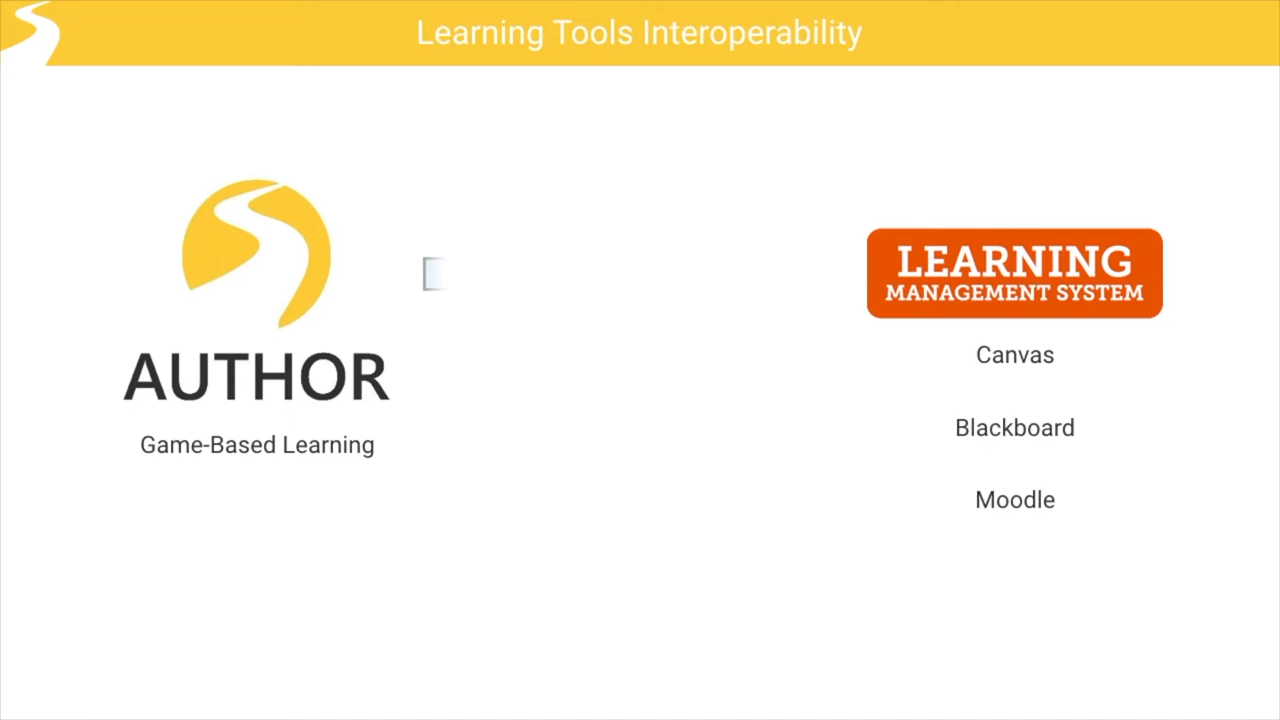 Learning Tools Interoperability
AUTHOR
Game-Based Learning
LEARNING
MANAGEMENT SYSTEM
Canvas
Blackboard
Moodle